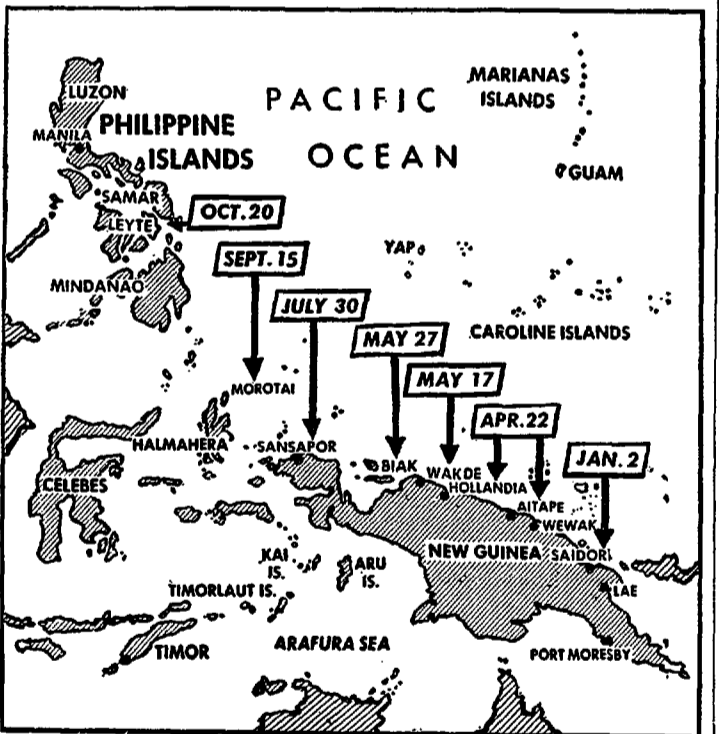 LUZON
PACIFIC
OCEAN
MARIANAS
ISLANDS
MANILA
PHILIPPINE
ISLANDS
GUAM
SAMAR
LEYTE
OCT. 20
SEPT. 15
YAP
MINDANAO
JULY 30
CAROLINE ISLANDS
MAY 27
MAY 17
MOROTAI
APR. 22
HALMAHERA
SANSAPOR
JAN. 2
BIAK
WAKDE
HOLLANDIA
CELEBES
AITAPE
WEWAK
NEW GUINEA
SAIDOR
KAI
IS.
ARU
IS.
TIMORLAUT IS.
LAE
ARAFURA SEA
TIMOR
PORT MORESBY